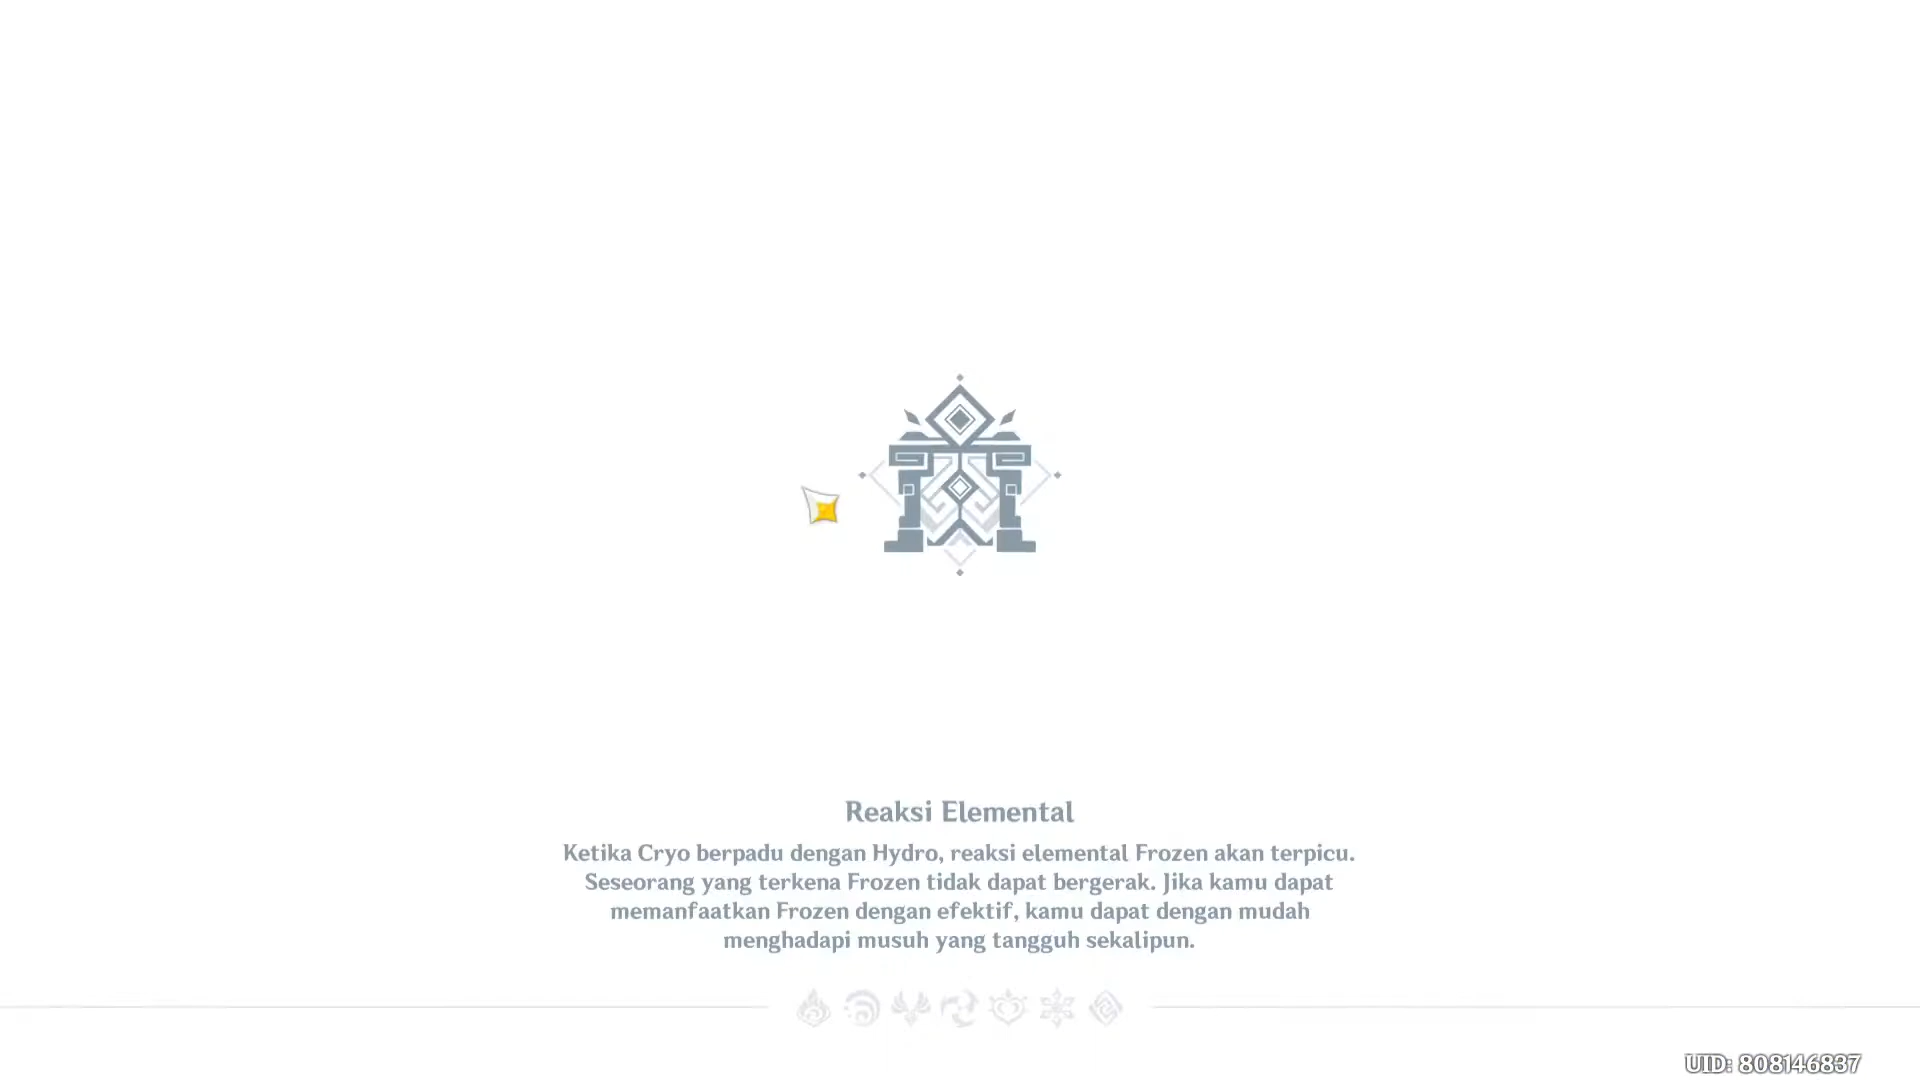 Reaksi Elemental
Ketika Cryo berpadu dengan Hydro, reaksi elemental Frozen akan terpicu.
Seseorang yang terkena Frozen tidak dapat bergerak. Jika kamu dapat
memanfaatkan Frozen dengan efektif, kamu dapat dengan mudah
menghadapi musuh yang tangguh sekalipun.
UID: 808146837